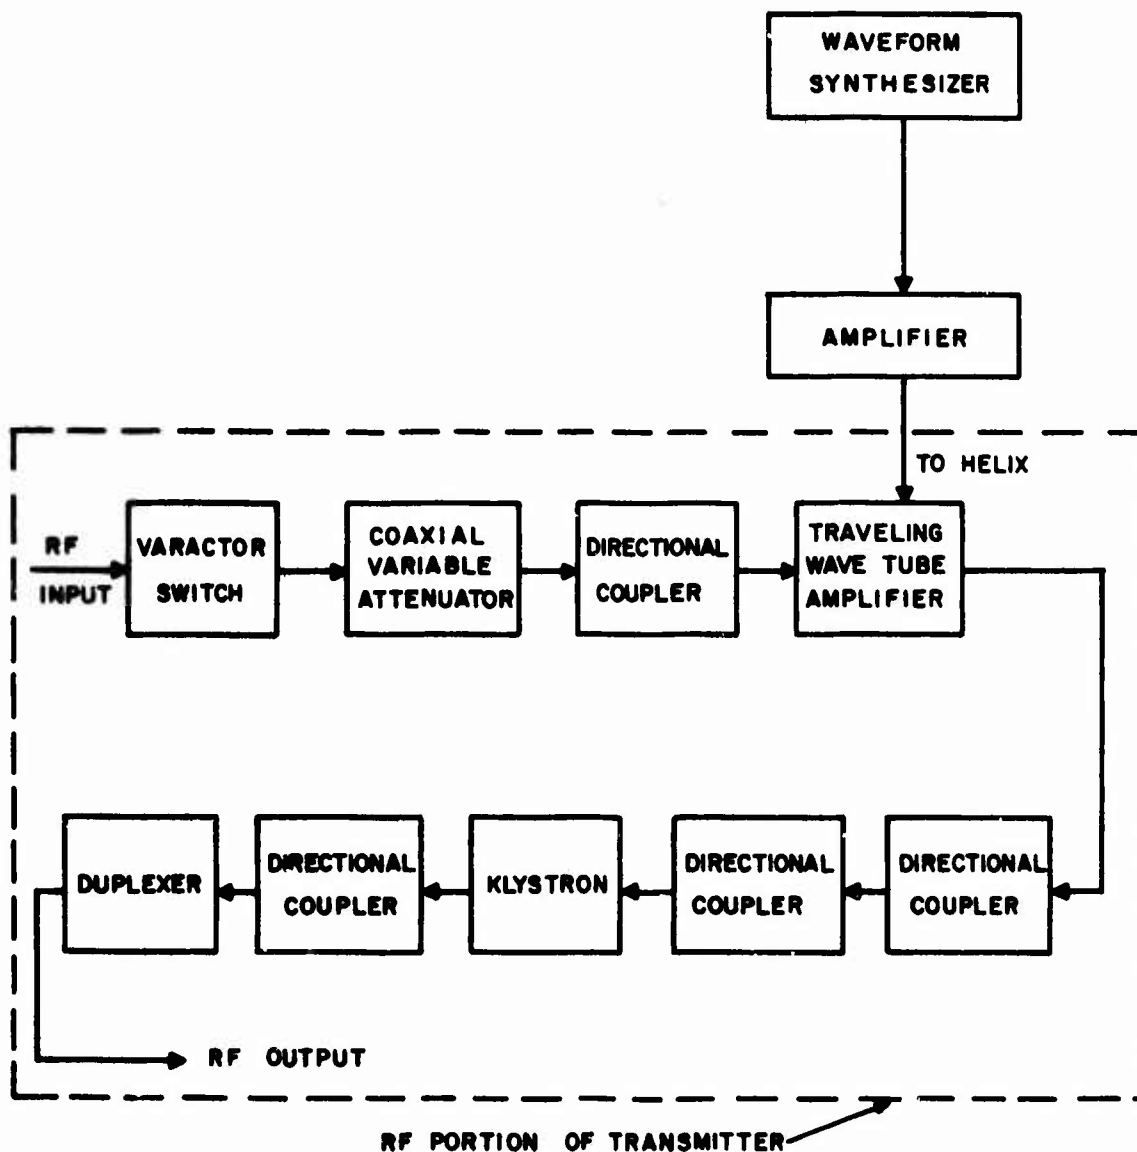 WAVEFORM
SYNTHESIZER
AMPLIFIER
TO HELIX
RF
INPUT
VARACTOR
SWITCH
COAXIAL
VARIABLE
ATTENUATOR
DIRECTIONAL
COUPLER
TRAVELING
WAVE TUBE
AMPLIFIER
DUPLEXER
DIRECTIONAL
COUPLER
KLYSTRON
DIRECTIONAL
COUPLER
DIRECTIONAL
COUPLER
RF OUTPUT
RF PORTION OF TRANSMITTER